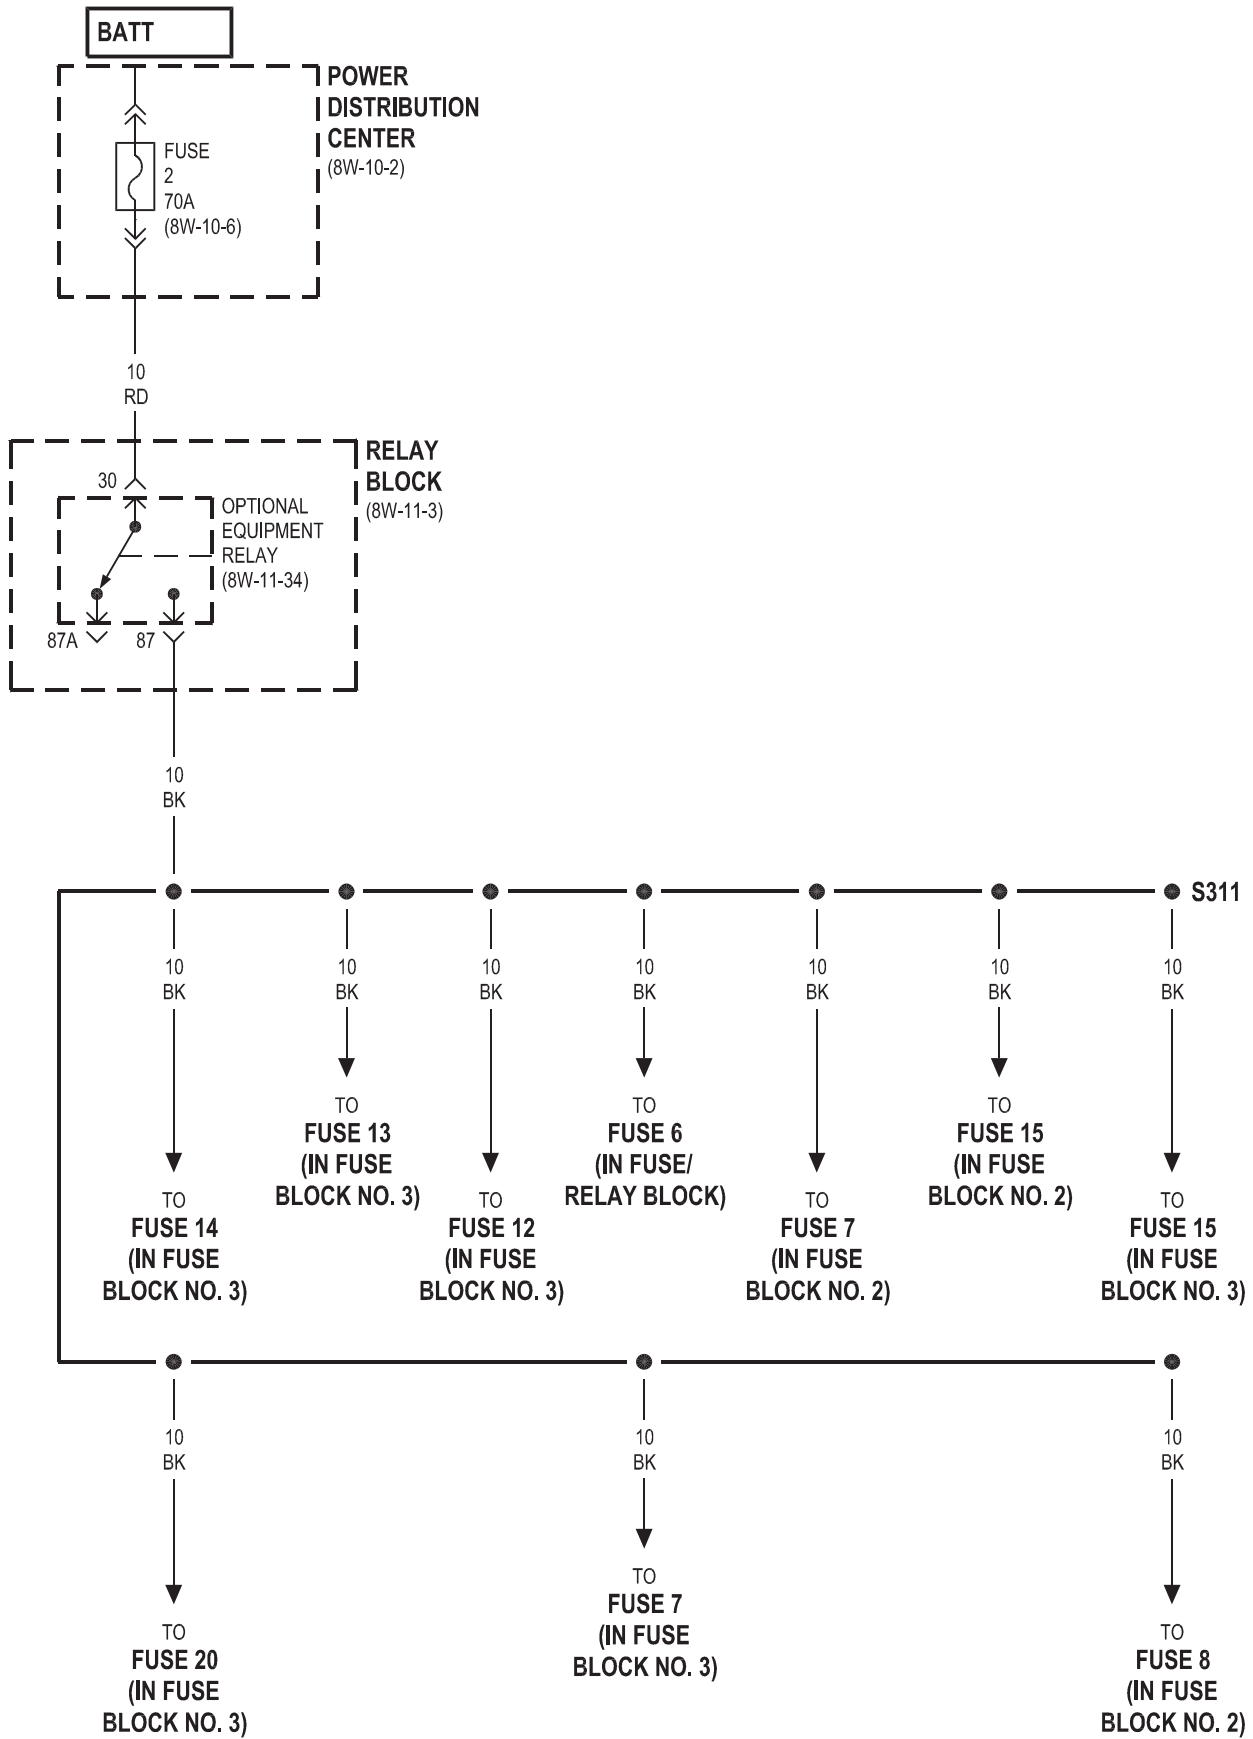 BATT
POWER
DISTRIBUTION
CENTER
(8W-10-2)
FUSE
2
70A
(8W-10-6)
10
RD
RELAY
BLOCK
(8W-11-3)
30
OPTIONAL
EQUIPMENT
RELAY
(8W-11-34)
87A
87
10
BK
S311
10
BK
10
BK
10
BK
10
BK
10
BK
10
BK
10
BK
TO
FUSE 14
(IN FUSE
BLOCK NO. 3)
TO
FUSE 13
(IN FUSE
BLOCK NO. 3)
TO
FUSE 12
(IN FUSE
BLOCK NO. 3)
TO
FUSE 6
(IN FUSE/
RELAY BLOCK)
TO
FUSE 7
(IN FUSE
BLOCK NO. 2)
TO
FUSE 15
(IN FUSE
BLOCK NO. 2)
TO
FUSE 15
(IN FUSE
BLOCK NO. 3)
10
BK
10
BK
10
BK
TO
FUSE 20
(IN FUSE
BLOCK NO. 3)
TO
FUSE 7
(IN FUSE
BLOCK NO. 3)
TO
FUSE 8
(IN FUSE
BLOCK NO. 2)